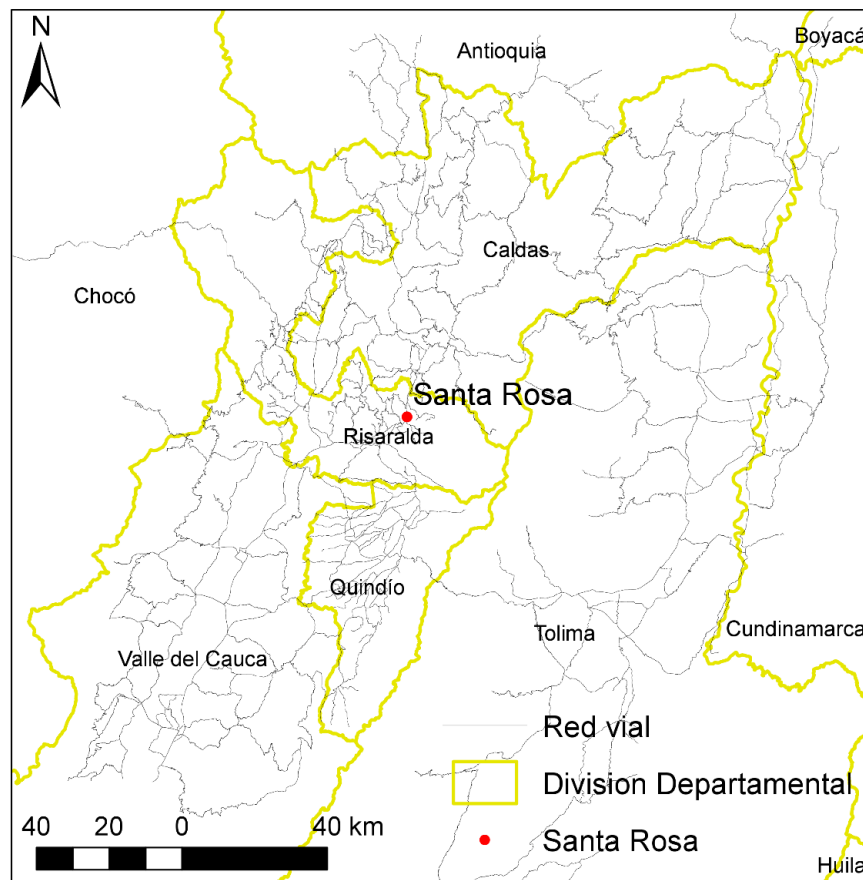 N
Antioquia
Boyacá
Caldas
Chocó
Santa Rosa
Risaralda
Quindío
Tolima
Cundinamarca
Valle del Cauca
Red vial
Division Departamental
Santa Rosa
40 20 0 40 km
Huila